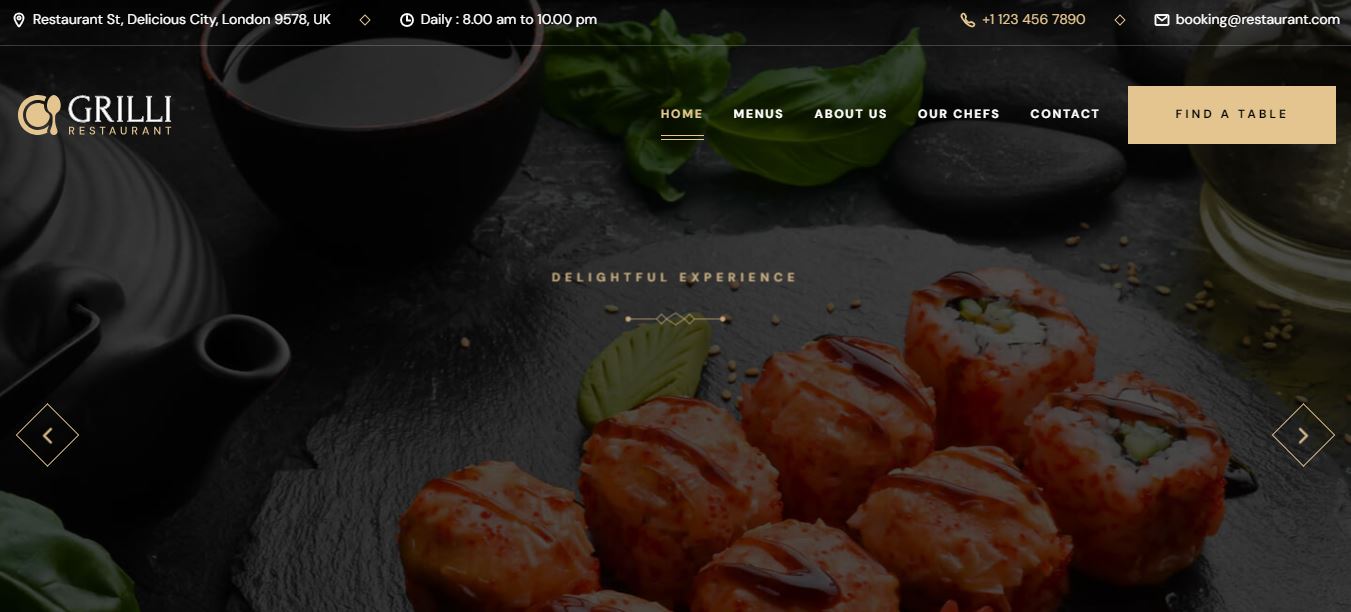 Restaurant St, Delicious City, London 9578, UK
Daily : 8.00 am to 10.00 pm
+1 123 456 7890
booking@restaurant.com
GRILLI
RESTAURANT
HOME
MENUS
ABOUT US
OUR CHEFS
CONTACT
FIND A TABLE
DELIGHTFUL EXPERIENCE